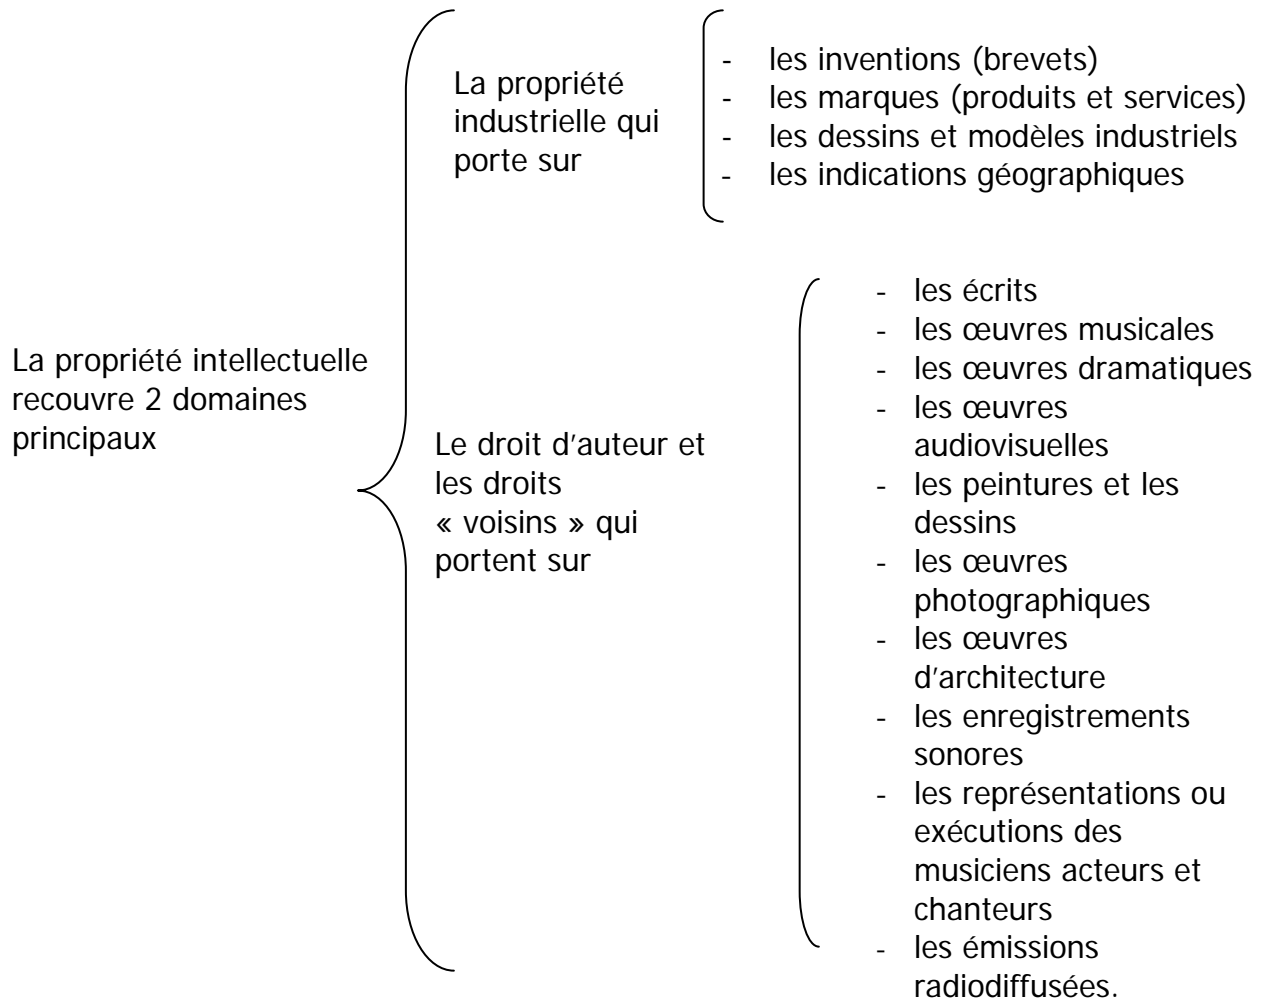 La propriété intellectuelle
recouvre 2 domaines
principaux
La propriété
industrielle qui
porte sur
- les inventions (brevets)
- les marques (produits et services)
- les dessins et modèles industriels
- les indications géographiques
Le droit d'auteur et
les droits
« voisins » qui
portent sur
- les écrits
- les œuvres musicales
- les œuvres dramatiques
- les œuvres
audiovisuelles
- les peintures et les
dessins
- les œuvres
photographiques
- les œuvres
d'architecture
- les enregistrements
sonores
- les représentations ou
exécutions des
musiciens acteurs et
chanteurs
- les émissions
radiodiffusées.